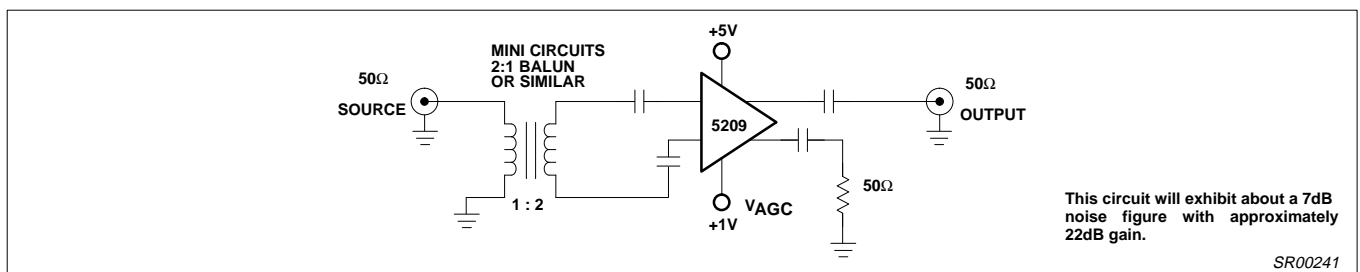 +5V
MINI CIRCUITS
2:1 BALUN
OR SIMILAR
50Ω
SOURCE
50Ω
OUTPUT
5209
50Ω
1 : 2
VAGC
+1V
This circuit will exhibit about a 7dB
noise figure with approximately
22dB gain.
SR00241